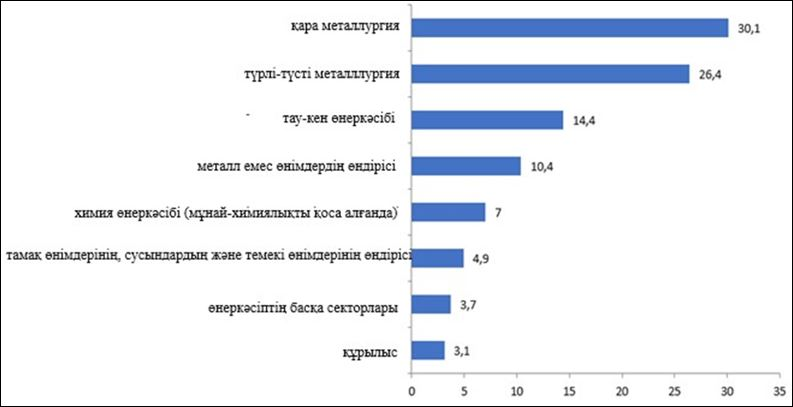 қара металлургия 30,1
түрлі-түсті металллургия 26,4
тау-кен өнеркәсібі 14,4
металл емес өнімдердің өндірісі 10,4
химия өнеркәсібі (мұнай-химиялықты қоса алғанда) 7
тамақ өнімдерінің, сусындардың және темекі өнімдерінің өндірісі 4,9
өнеркәсіптің басқа секторлары 3,7
құрылыс 3,1
0 5 10 15 20 25 30 35